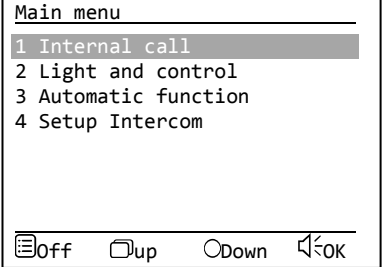 Main menu
1 Internal call
2 Light and control
3 Automatic function
4 Setup Intercom
Off up Down OK